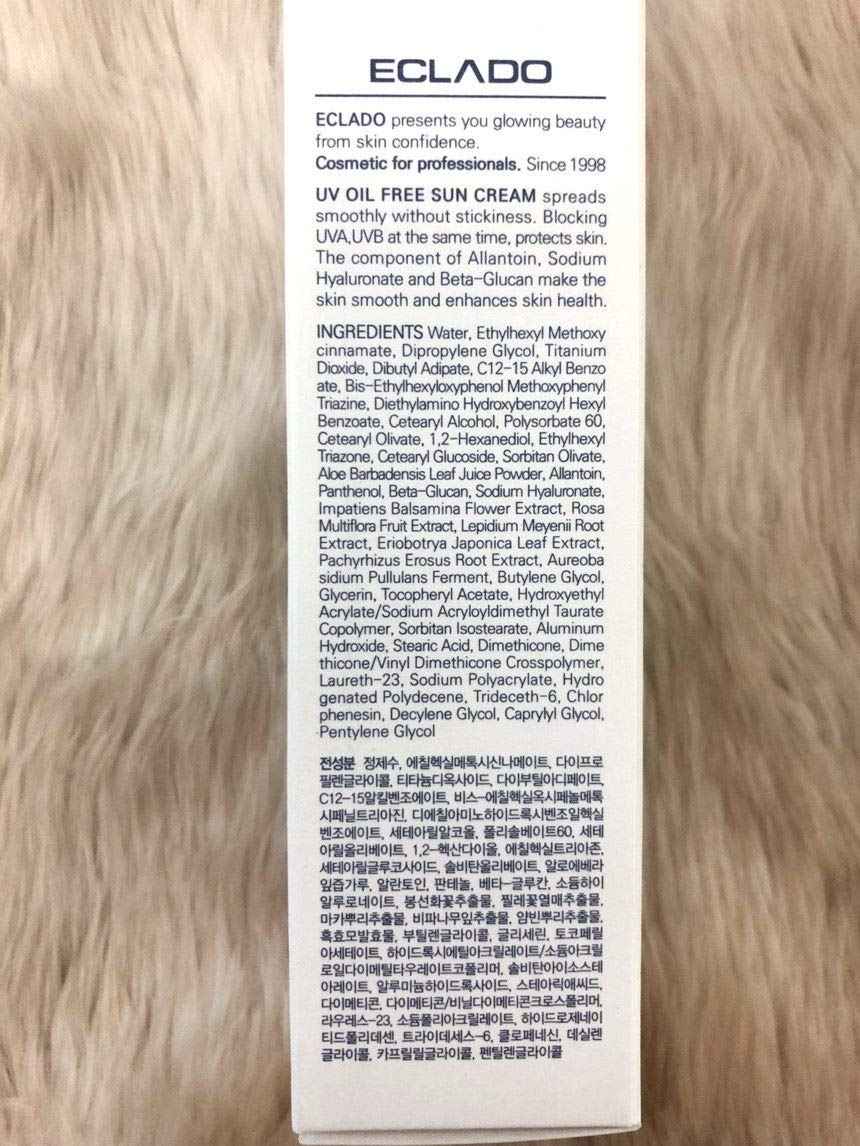 ECLADO
ECLADO presents you glowing beauty
from skin confidence.
Cosmetic for professionals. Since 1998
UV OIL FREE SUN CREAM spreads
smoothly without stickiness. Blocking
UVA,UVB at the same time, protects skin.
The component of Allantoin, Sodium
Hyaluronate and Beta-Glucan make the
skin smooth and enhances skin health.
INGREDIENTS Water, Ethylhexyl Methoxy
cinnamate, Dipropylene Glycol, Titanium
Dioxide, Dibutyl Adipate, C12-15 Alkyl Benzo
ate, Bis-Ethylhexyloxyphenol Methoxyphenyl
Triazine, Diethylamino Hydroxybenzoyl Hexyl
Benzoate, Cetearyl Alcohol, Polysorbate 60,
Cetearyl Olivate, 1,2-Hexanediol, Ethylhexyl
Triazone, Cetearyl Glucoside, Sorbitan Olivate,
Aloe Barbadensis Leaf Juice Powder, Allantoin,
Panthenol, Beta-Glucan, Sodium Hyaluronate,
Impatiens Balsamina Flower Extract, Rosa
Multiflora Fruit Extract, Lepidium Meyenii Root
Extract, Eriobotrya Japonica Leaf Extract,
Pachyrhizus Erosus Root Extract, Aureoba
sidium Pullulans Ferment, Butylene Glycol,
Glycerin, Tocopheryl Acetate, Hydroxyethyl
Acrylate/Sodium Acryloyldimethyl Taurate
Copolymer, Sorbitan Isostearate, Aluminum
Hydroxide, Stearic Acid, Dimethicone, Dime
thicone/Vinyl Dimethicone Crosspolymer,
Laureth-23, Sodium Polyacrylate, Hydro
genated Polydecene, Trideceth-6, Chlor
phenesin, Decylene Glycol, Caprylyl Glycol,
Pentylene Glycol
전성분 정제수, 에칠헥실메톡시신나메이트, 다이프로
필렌글라이콜, 티타늄디옥사이드, 다이부틸아디페이트,
C12-15알킬벤조에이트, 비스-에칠헥실옥시페놀메톡
시페닐트리아진, 디에칠아미노하이드록시벤조일헥실
벤조에이트, 세테아릴알코올, 폴리솔베이트60, 세테
아릴올리베이트, 1,2-헥산다이올, 에칠헥실트리아존,
세테아릴글루코사이드, 솔비탄올리베이트, 알로에베라
잎즙가루, 알란토인, 판테놀, 베타-글루칸, 소듐하이
알루로네이트, 봉선화꽃추출물, 찔레꽃열매추출물,
마카뿌리추출물, 비파나무잎추출물, 얌빈뿌리추출물,
흑효모발효물, 부틸렌글라이콜, 글리세린, 토코페릴
아세테이트, 하이드록시에틸아크릴레이트/소듐아크릴
로일다이메틸타우레이트코폴리머, 솔비탄아이소스테
아레이트, 알루미늄하이드록사이드, 스테아릭애씨드,
다이메티콘, 다이메티콘/비닐다이메티콘크로스폴리머,
라우레스-23, 소듐폴리아크릴레이트, 하이드로제네이
티드폴리데센, 트라이데세스-6, 클로페네신, 데실렌
글라이콜, 카프릴릴글라이콜, 펜틸렌글라이콜